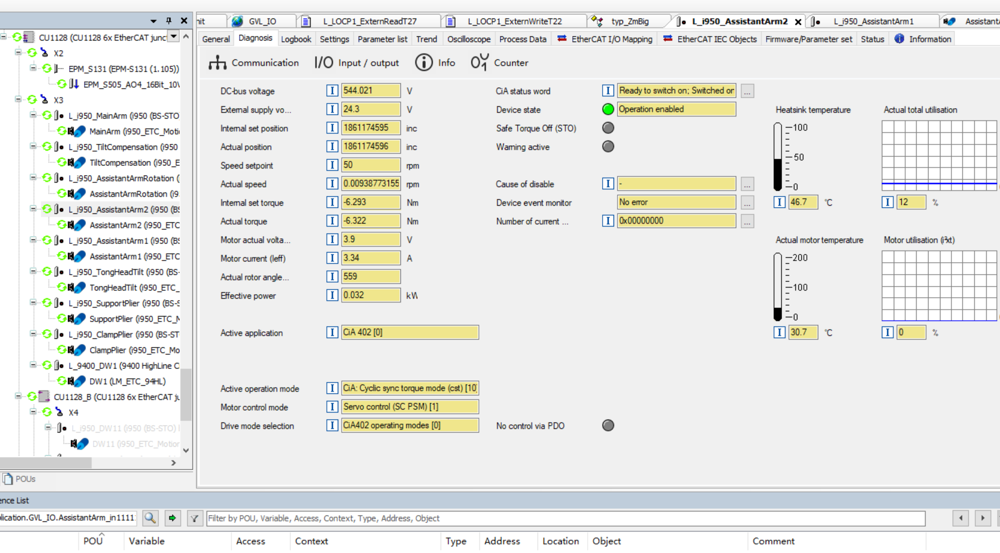 nit GVL_IO L_LOCP1_ExternReadT27 L_LOCP1_ExternWriteT22 typ_ZmBig L_i950_AssistantArm2 L_i950_AssistantArm1 AssistantA
CU1128 (CU1128 6x EtherCAT junct
General Diagnosis Logbook Settings Parameter list Trend Oscilloscope Process Data EtherCAT I/O Mapping EtherCAT IEC Objects Firmware/Parameter set Status Information
X2
EPM_S131 (EPM-S131 (1.105))
EPM_S505_AO4_16Bit_10V
X3
L_i950_MainArm (i950 (BS-STO
MainArm (i950_ETC_Moti
L_i950_TiltCompensation (i950
TiltCompensation (i950_E
L_i950_AssistantArmRotation (
AssistantArmRotation (i9
L_i950_AssistantArm2 (i950 (BS
AssistantArm2 (i950_ETC
L_i950_AssistantArm1 (i950 (BS
AssistantArm1 (i950_ETC
L_i950_TongHeadTilt (i950 (BS-
TongHeadTilt (i950_ETC_
L_i950_SupportPlier (i950 (BS-S
SupportPlier (i950_ETC_M
L_i950_ClampPlier (i950 (BS-ST
ClampPlier (i950_ETC_Mo
L_9400_DW1 (9400 HighLine C
DW1 (LM_ETC_94HL)
CU1128_B (CU1128 6x EtherCAT ju
X4
L_i950_DW11 (i950 (BS-STO)
DW11 (i950_ETC_Motion
POUs
Communication I/O Input / output Info Counter
DC-bus voltage I 544.021 V
External supply vo... I 24.3 V
Internal set position I 1861174595 inc
Actual position I 1861174596 inc
Speed setpoint I 50 rpm
Actual speed I 0.00938773155 rpm
Internal set torque I -6.293 Nm
Actual torque I -6.322 Nm
Motor actual volta... I 3.9 V
Motor current (Ieff) I 3.34 A
Actual rotor angle... I 559
Effective power I 0.032 kW
Active application I CiA 402 [0]
Active operation mode I CiA: Cyclic sync torque mode (cst) [10]
Motor control mode I Servo control (SC PSM) [1]
Drive mode selection I CiA402 operating modes [0]
CiA status word I Ready to switch on; Switched on ...
Device state Operation enabled
Safe Torque Off (STO)
Warning active
Cause of disable I - ...
Device event monitor No error ...
Number of current ... I 0x00000000 ...
No control via PDO
Heatsink temperature
100
50
0
I 46.7 °C
Actual total utilisation
I 12 %
Actual motor temperature
200
100
0
I 30.7 °C
Motor utilisation (i²xt)
I 0 %
ence List
plication.GVL_IO.AssistantArm_in1111 Filter by POU, Variable, Access, Context, Type, Address, Object
POU Variable Access Context Type Address Location Object Comment